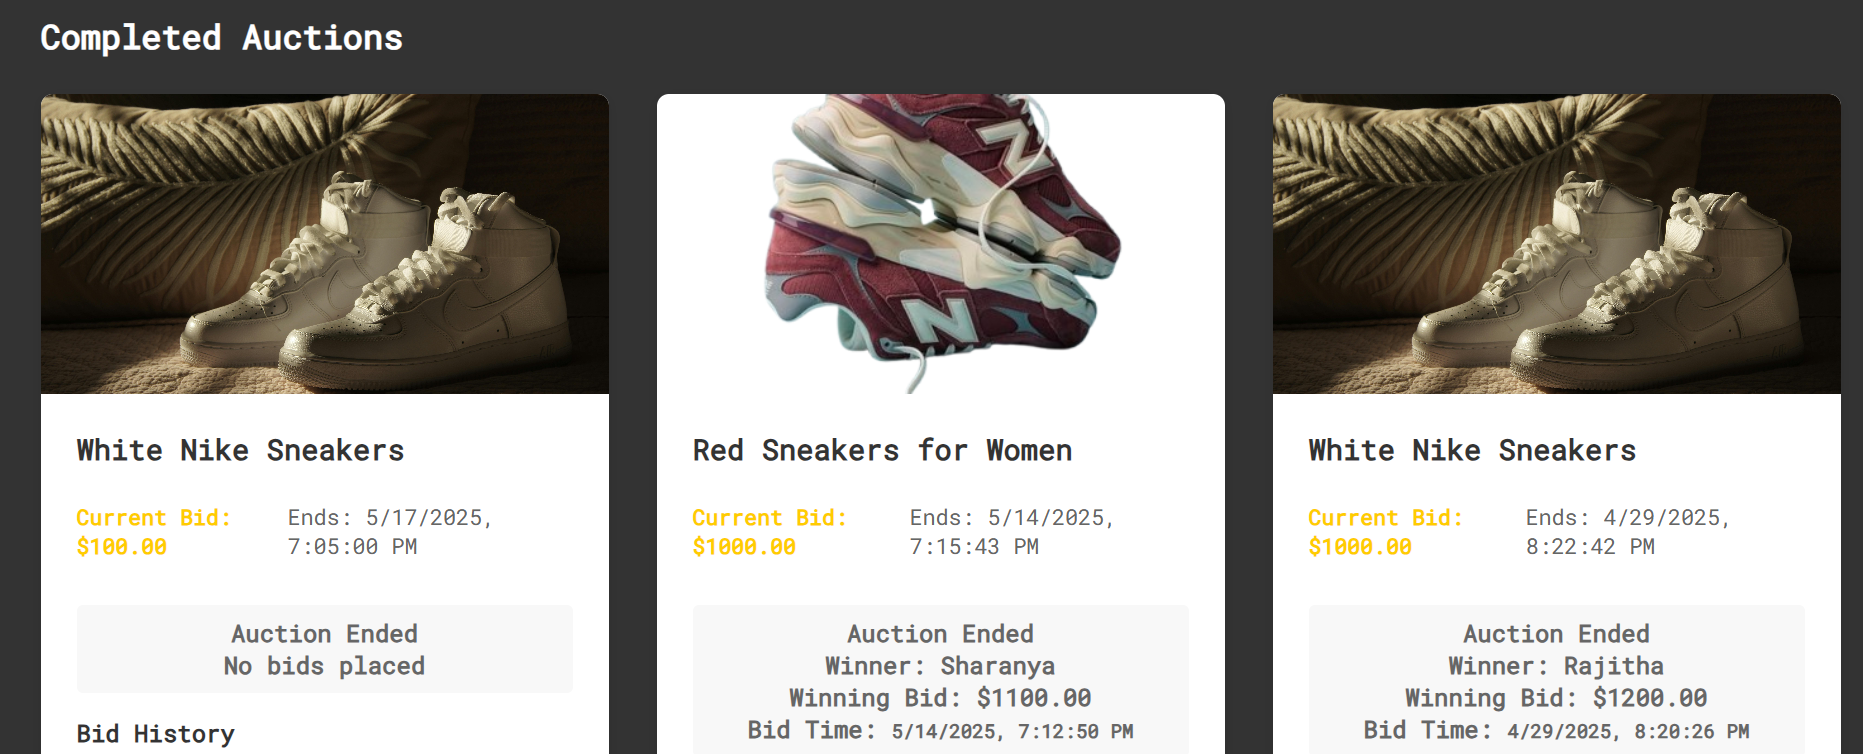 Completed Auctions
White Nike Sneakers
Current Bid:
$100.00
Ends: 5/17/2025,
7:05:00 PM
Auction Ended
No bids placed
Bid History
N
N
Red Sneakers for Women
Current Bid:
$1000.00
Ends: 5/14/2025,
7:15:43 PM
Auction Ended
Winner: Sharanya
Winning Bid: $1100.00
Bid Time: 5/14/2025, 7:12:50 PM
White Nike Sneakers
Current Bid:
$1000.00
Ends: 4/29/2025,
8:22:42 PM
Auction Ended
Winner: Rajitha
Winning Bid: $1200.00
Bid Time: 4/29/2025, 8:20:26 PM